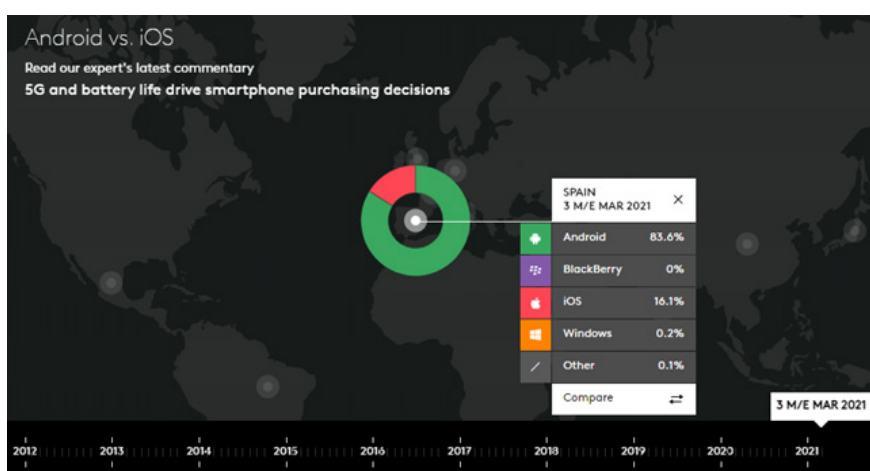 Android vs. iOS
Read our expert's latest commentary
5G and battery life drive smartphone purchasing decisions
SPAIN
3 M/E MAR 2021
Android 83.6%
BlackBerry 0%
iOS 16.1%
Windows 0.2%
Other 0.1%
Compare
3 M/E MAR 2021
2012 2013 2014 2015 2016 2017 2018 2019 2020 2021